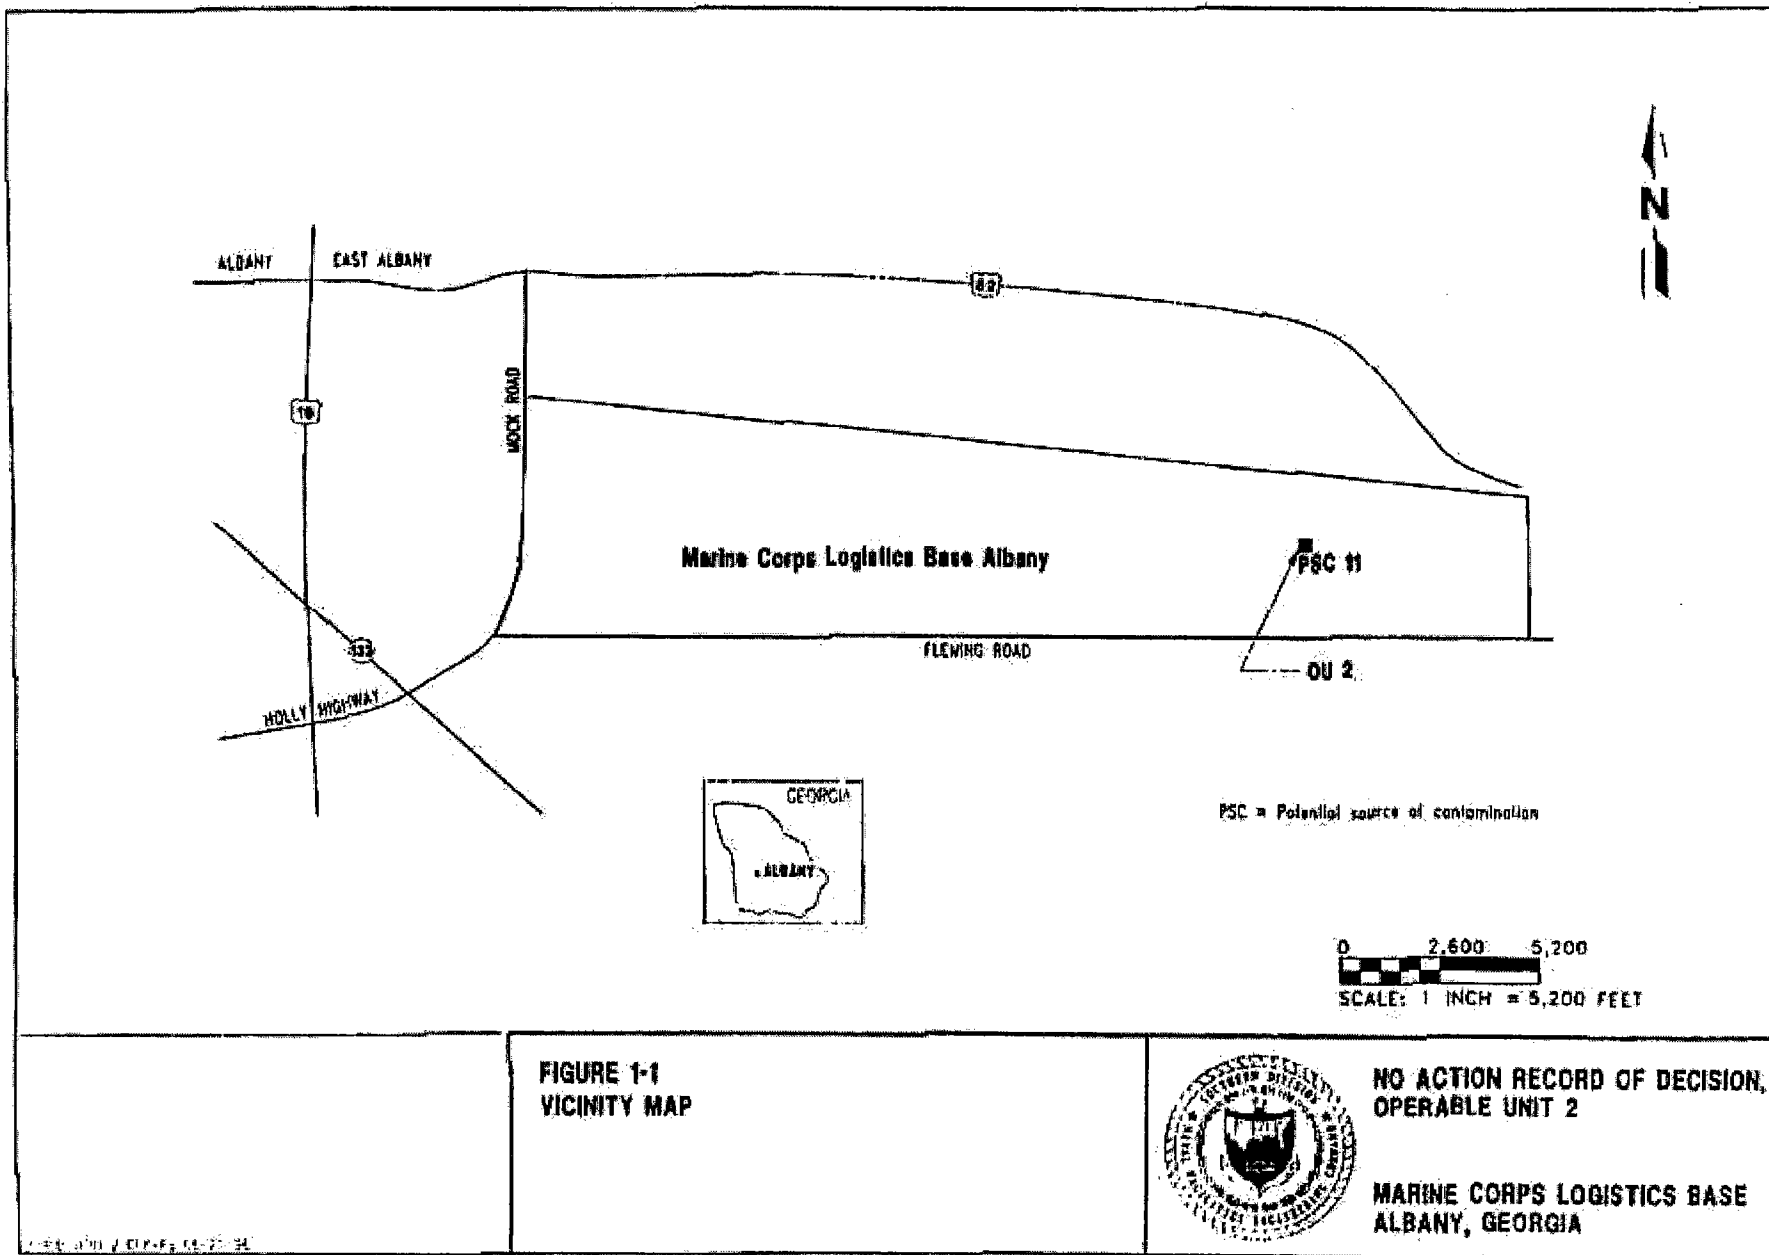 N
ALBANY
EAST ALBANY
82
19
MOCK ROAD
Marine Corps Logistics Base Albany
PSC 11
133
FLEMING ROAD
OU 2
HOLLY HIGHWAY
GEORGIA
ALBANY
PSC = Potential source of contamination
0 2,600 5,200
SCALE: 1 INCH = 5,200 FEET
FIGURE 1-1
VICINITY MAP
SOUTHERN DIVISION
NO ACTION RECORD OF DECISION,
OPERABLE UNIT 2
MARINE CORPS LOGISTICS BASE
ALBANY, GEORGIA